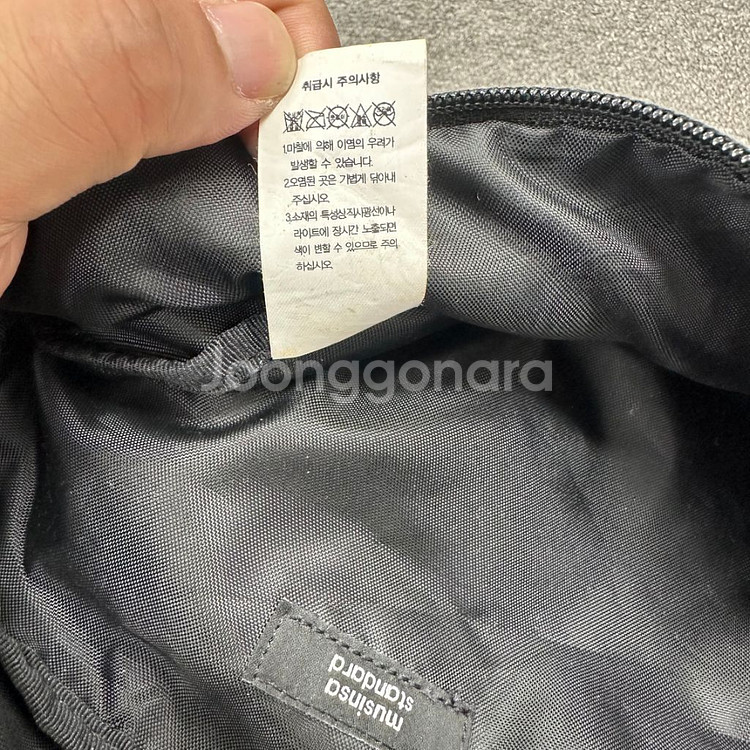 취급시 주의사항
1.마찰에 의해 이염의 우려가
발생할 수 있습니다.
2.오염된 곳은 가볍게 닦아내
주십시오.
3.소재의 특성상직사광선이나
라이트에 장시간 노출되면
색이 변할 수 있으므로 주의
하십시오.
Joonggonara
musinsa
standard